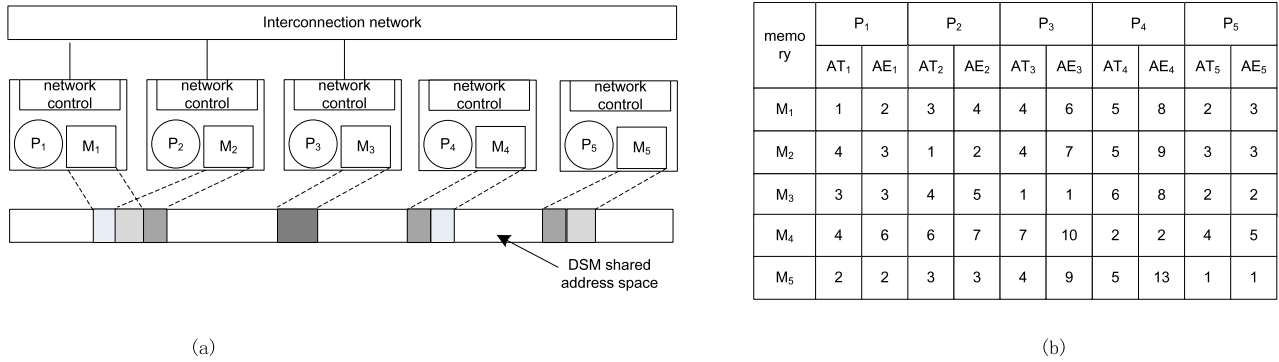 Interconnection network
network control
network control
network control
network control
network control
P1 M1
P2 M2
P3 M3
P4 M4
P5 M5
DSM shared
address space
(a)
memo
ry
P1 P2 P3 P4 P5
AT1 AE1 AT2 AE2 AT3 AE3 AT4 AE4 AT5 AE5
M1 1 2 3 4 4 6 5 8 2 3
M2 4 3 1 2 4 7 5 9 3 3
M3 3 3 4 5 1 1 6 8 2 2
M4 4 6 6 7 7 10 2 2 4 5
M5 2 2 3 3 4 9 5 13 1 1
(b)